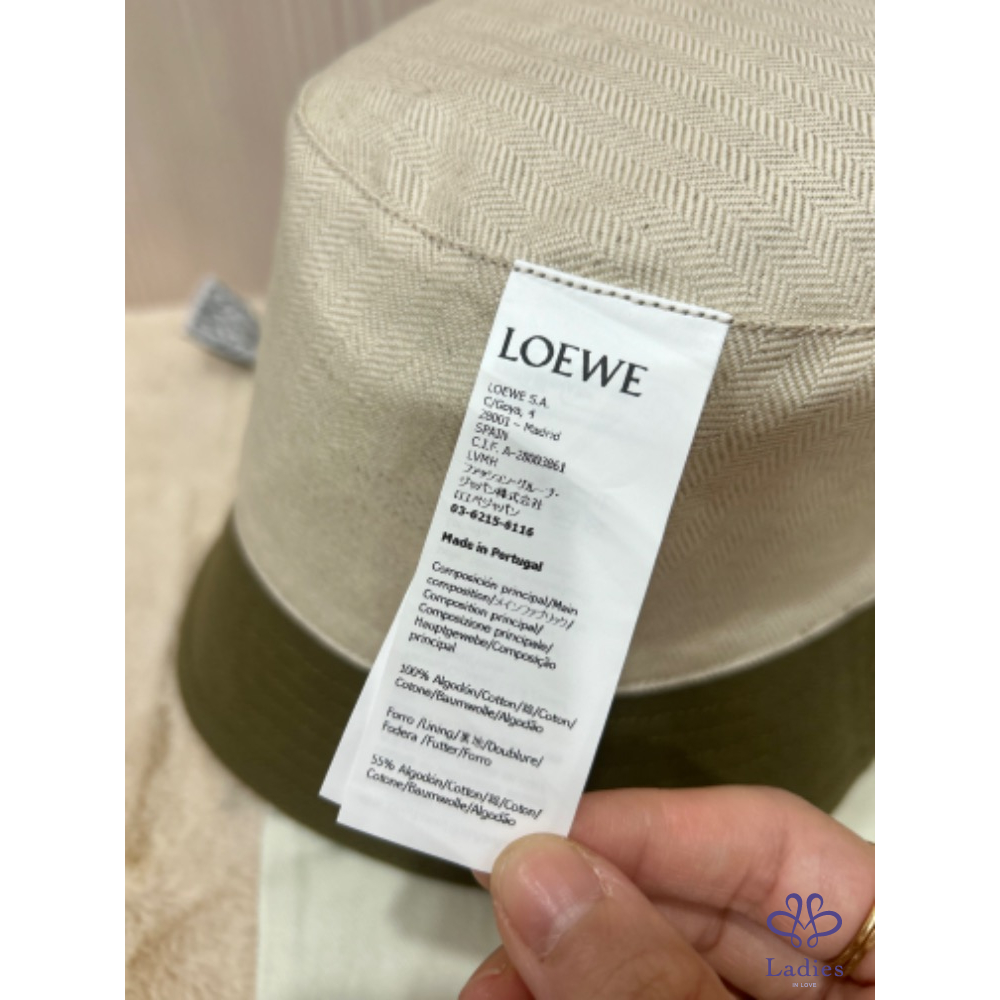 LOEWE
LOEWE S.A.
C/Goya, 4
28001 - Madrid
SPAIN
C.I.F. A-28003861
LVMH
ファッション・グループ・
ジャパン株式会社
ロエベジャパン
03-6215-6116
Made in Portugal
Composición principal/Main
composition/メインファブリック/
Composition principal/
Composizione principale/
Hauptgewebe/Composição
principal
100% Algodón/Cotton/綿/Coton/
Cotone/Baumwolle/Algodão
Forro /Lining/裏地/Doublure/
Fodera /Futter/Forro
55% Algodón/Cotton/綿/Coton/
Cotone/Baumwolle/Algodão
Ladies
IN LOVE